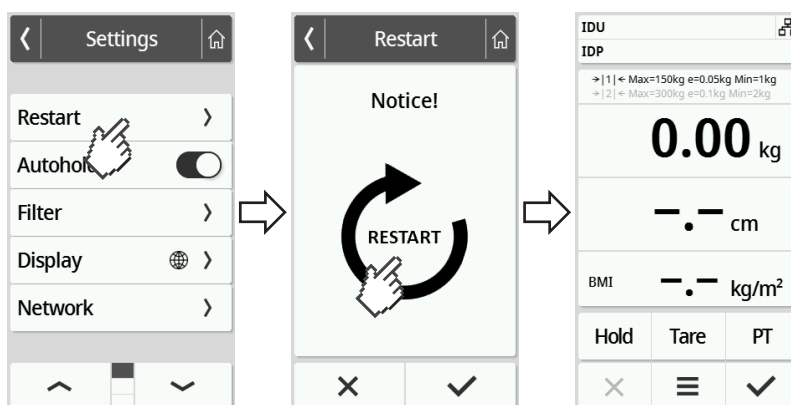 Settings
Restart
Autohol
Filter
Display
Network
Restart
Notice!
RESTART
IDU
IDP
→|1|← Max=150kg e=0.05kg Min=1kg
→|2|← Max=300kg e=0.1kg Min=2kg
0.00 kg
-.- cm
BMI -.- kg/m²
Hold Tare PT